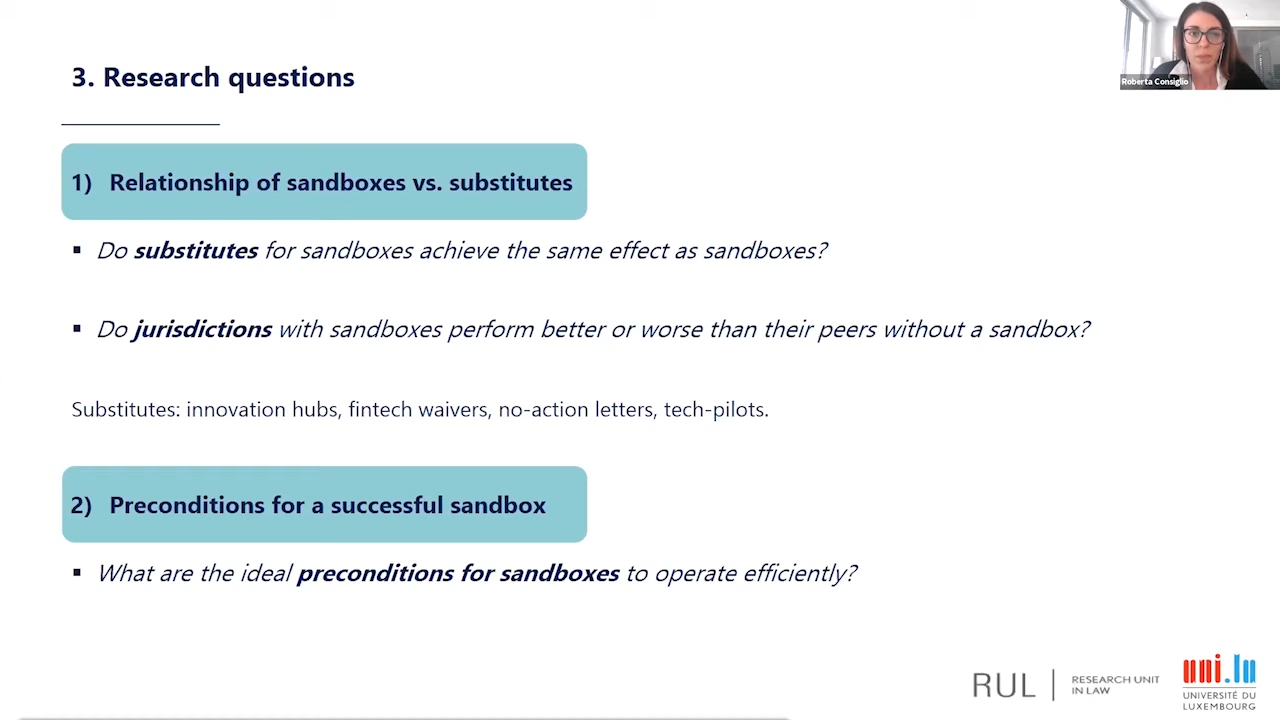 3. Research questions
Roberta Consiglio
1) Relationship of sandboxes vs. substitutes
▪ Do substitutes for sandboxes achieve the same effect as sandboxes?
▪ Do jurisdictions with sandboxes perform better or worse than their peers without a sandbox?
Substitutes: innovation hubs, fintech waivers, no-action letters, tech-pilots.
2) Preconditions for a successful sandbox
▪ What are the ideal preconditions for sandboxes to operate efficiently?
RUL
RESEARCH UNIT
IN LAW
uni.lu
UNIVERSITÉ DU
LUXEMBOURG